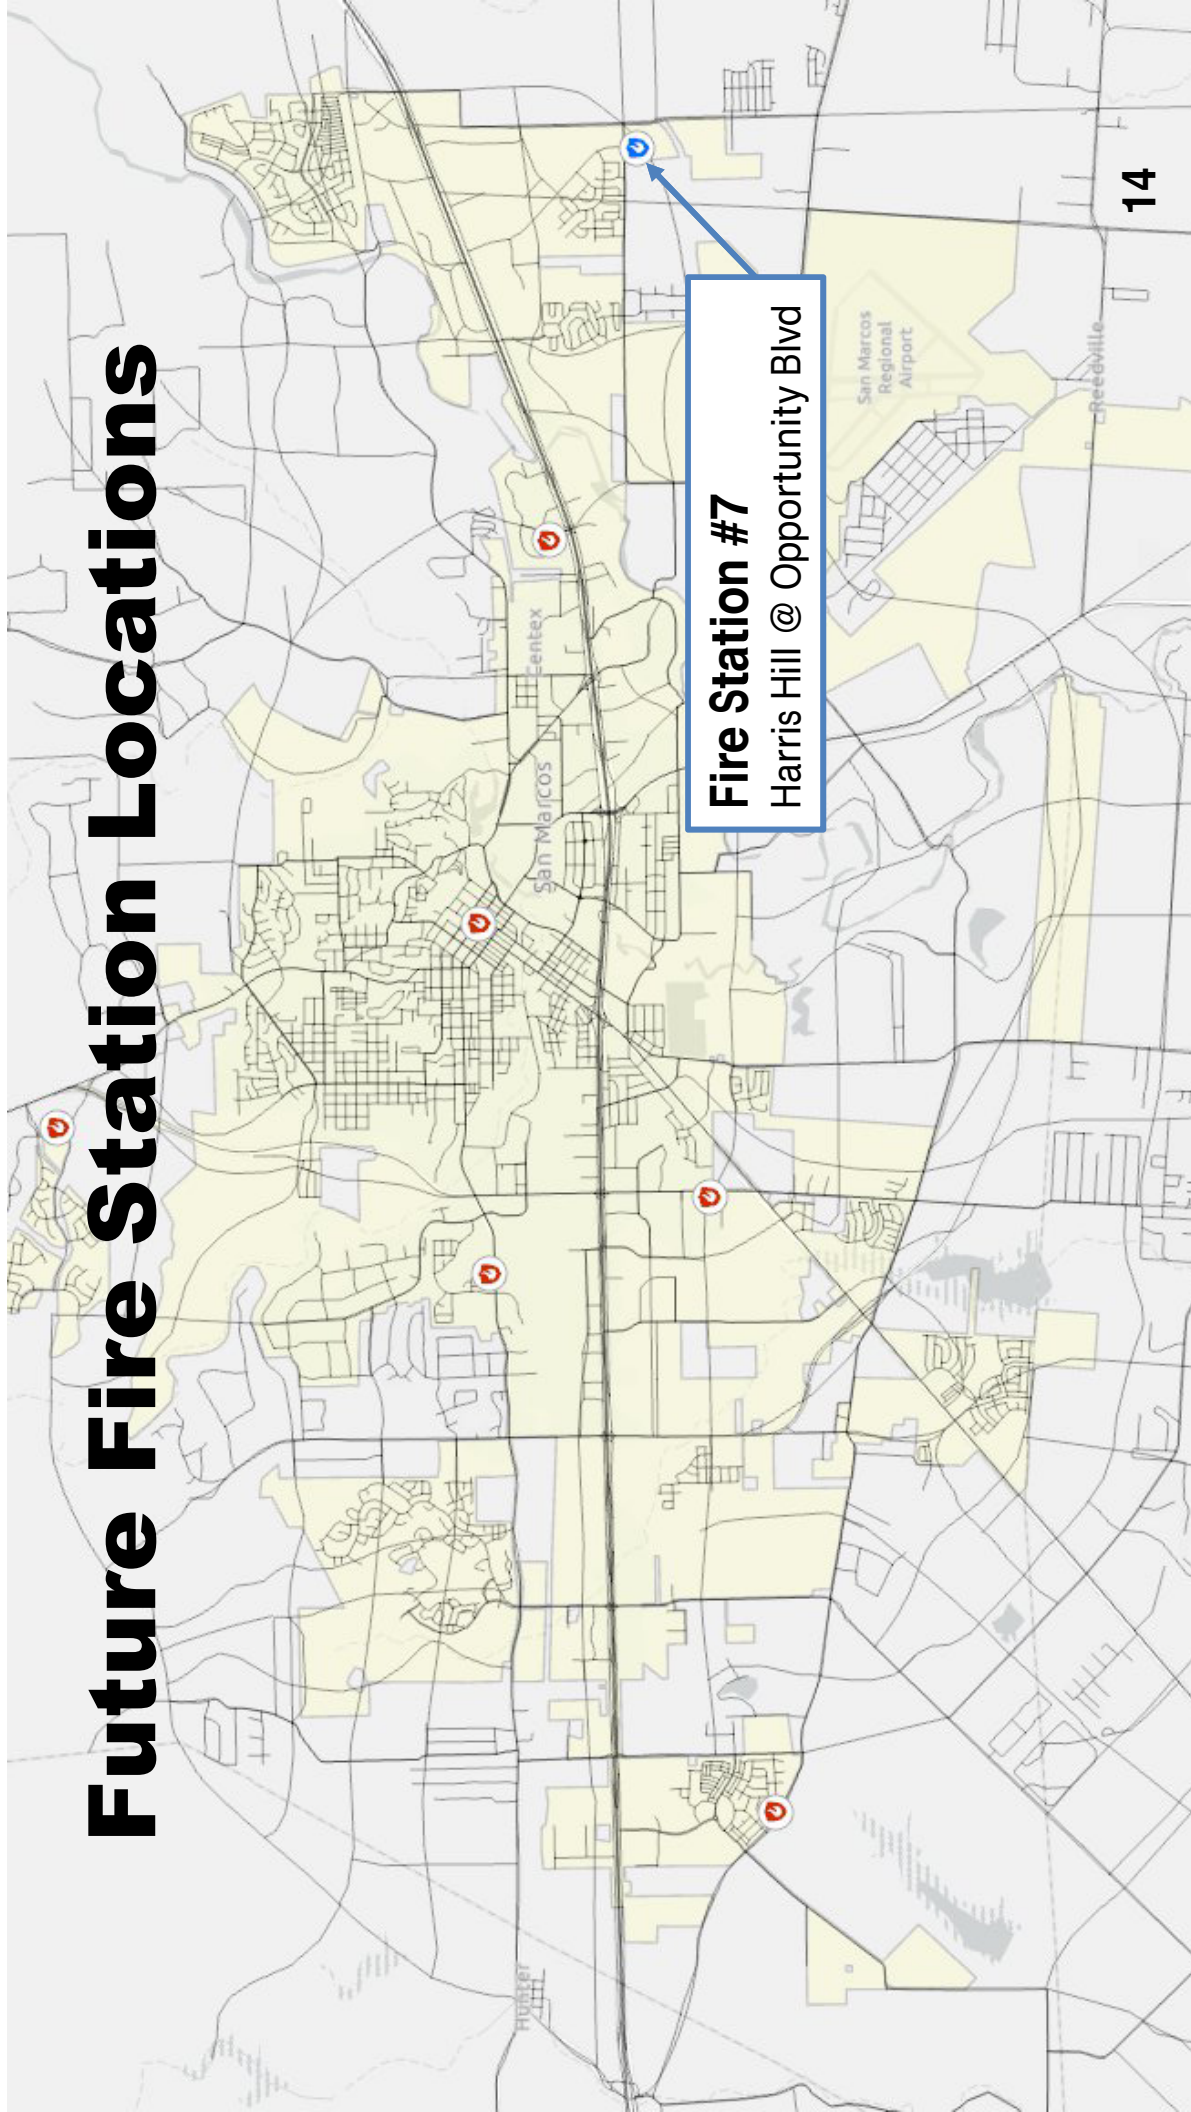 Future Fire Station Locations
Hunter
San Marcos
Centex
Fire Station #7
Harris Hill @ Opportunity Blvd
San Marcos
Regional
Airport
Reedville
14